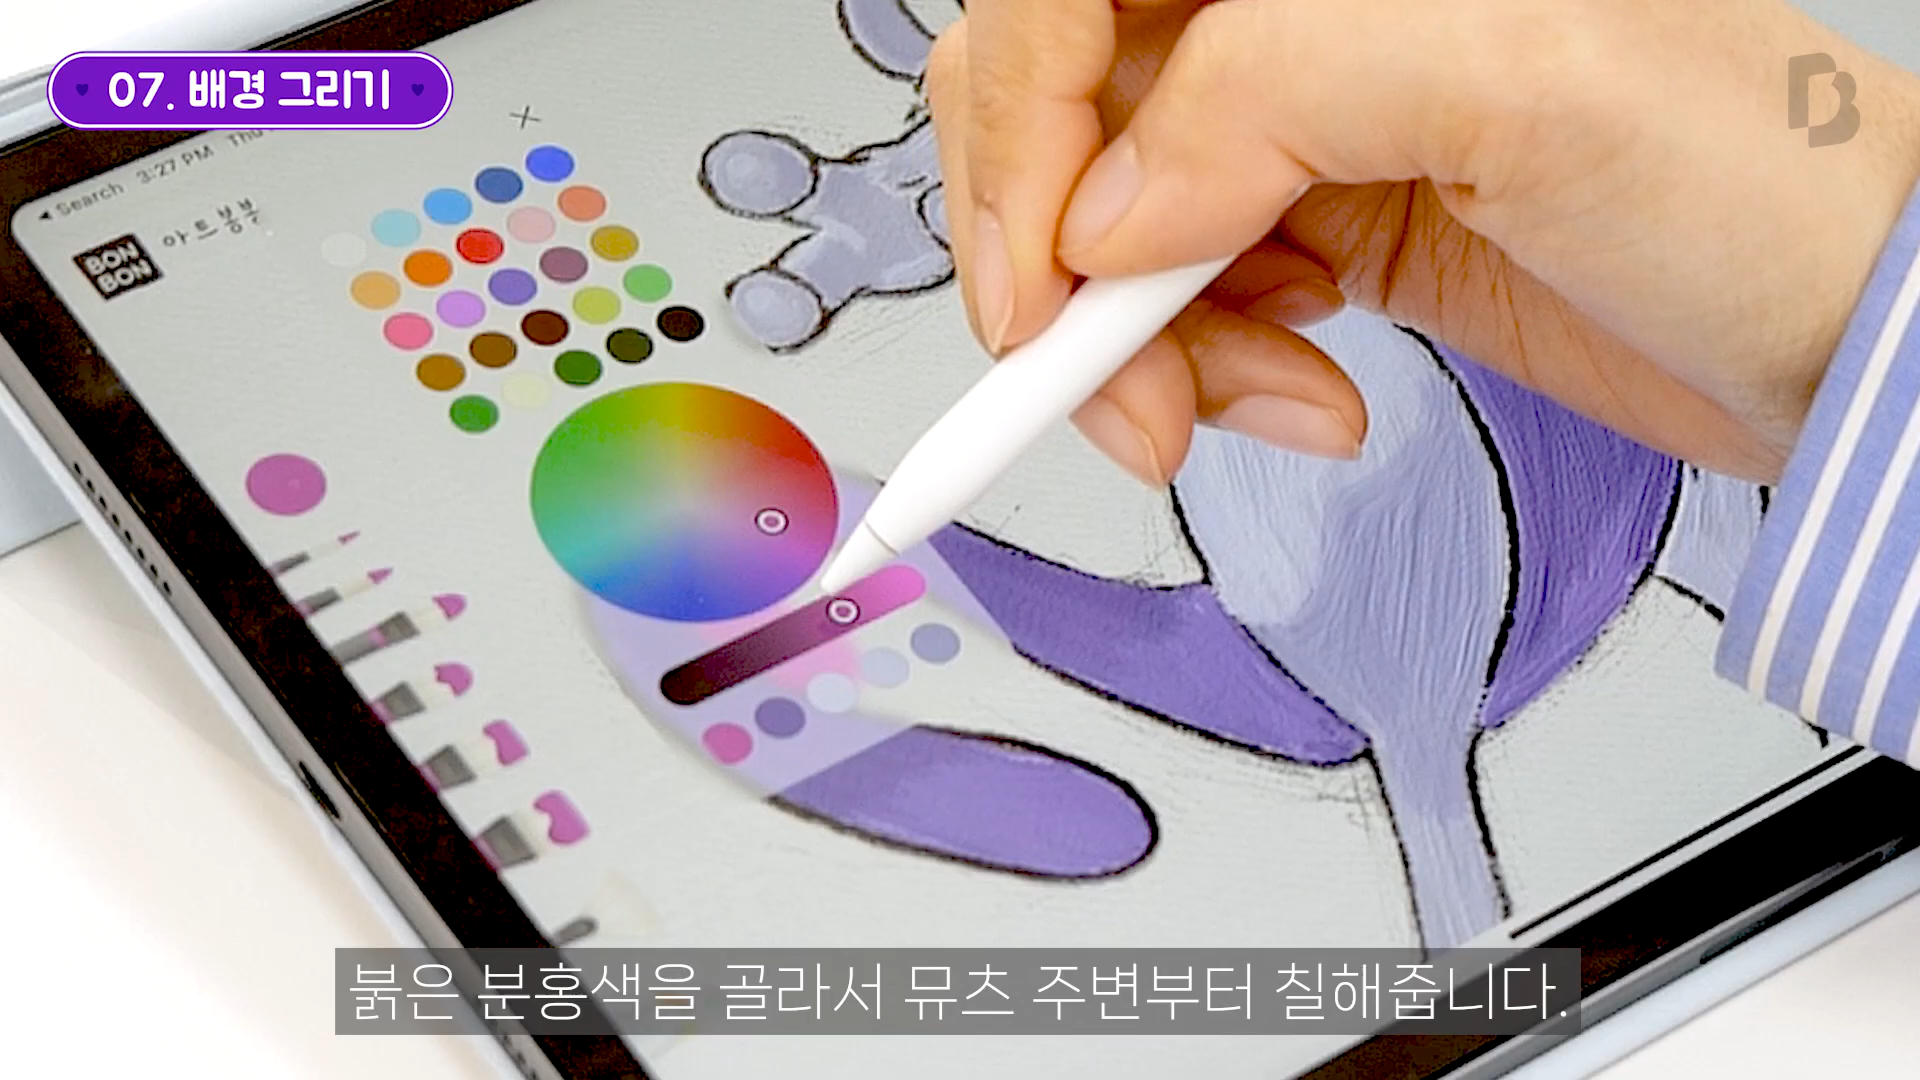 07. 배경 그리기
◀ Search 3:27 PM Thu
BON
BON
아트봉봉
붉은 분홍색을 골라서 뮤츠 주변부터 칠해줍니다.